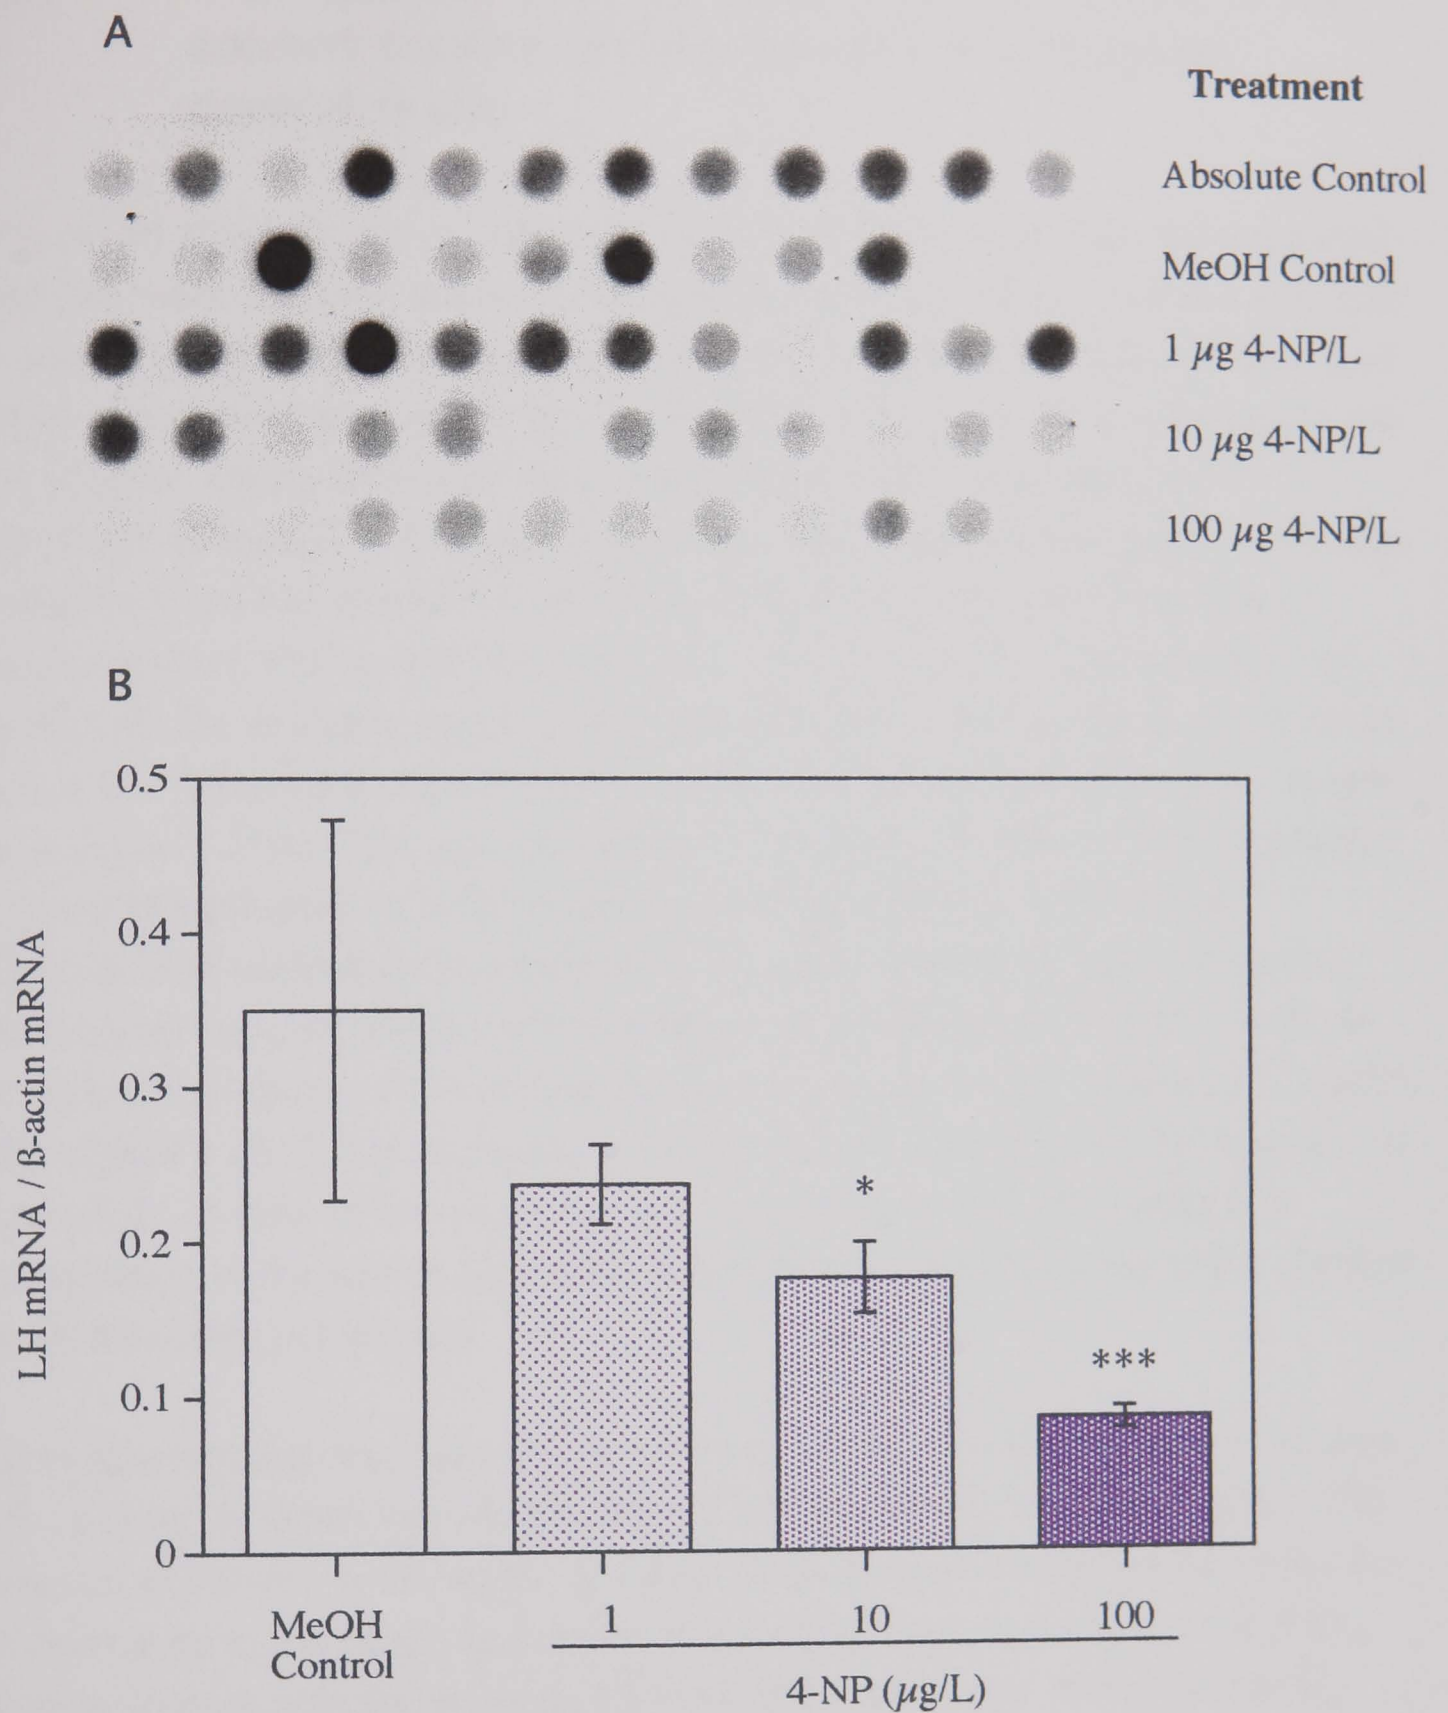 A
Treatment
Absolute Control
MeOH Control
1 µg 4-NP/L
10 µg 4-NP/L
100 µg 4-NP/L
B
LH mRNA / ß-actin mRNA
0.5
0.4
0.3
0.2
0.1
0
*
***
MeOH
Control
1
10
100
4-NP (µg/L)